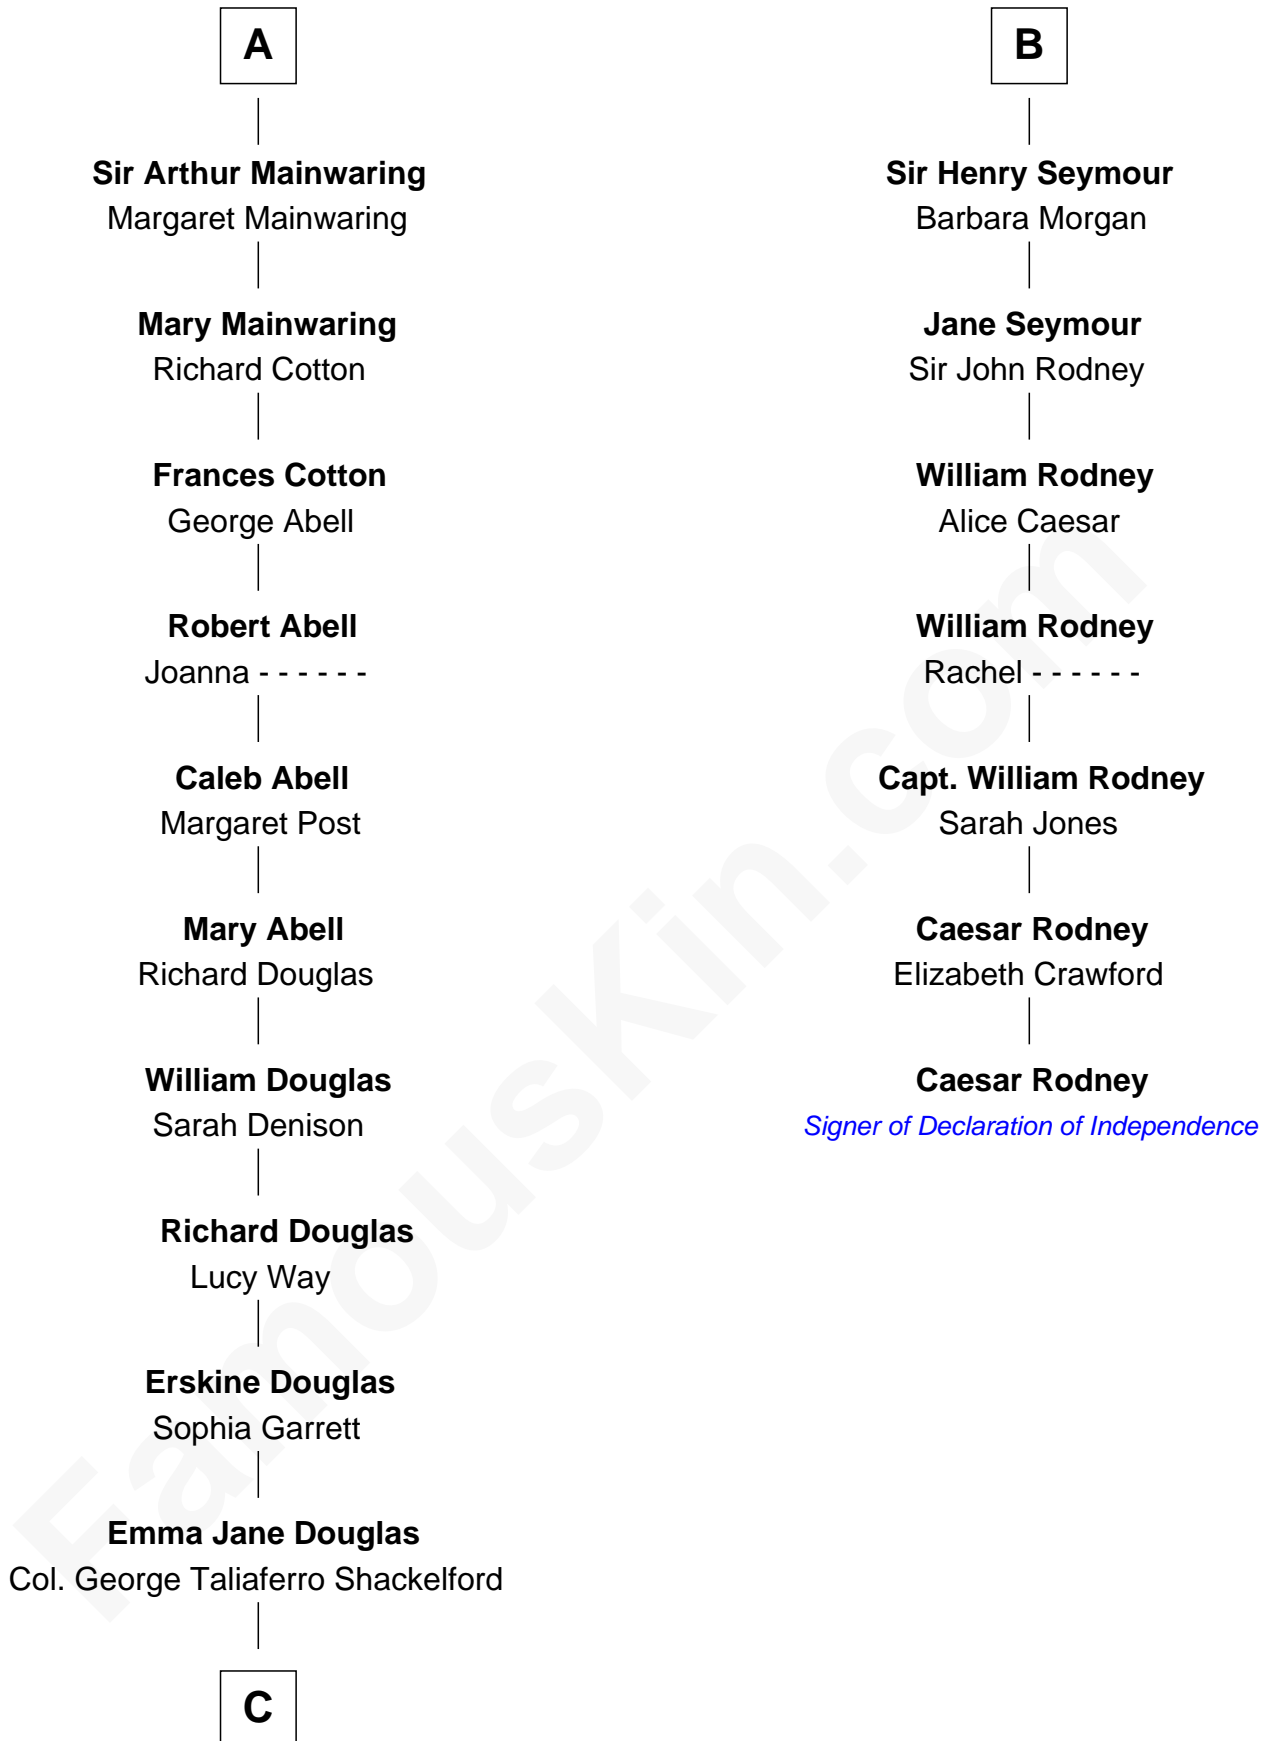 A
Sir Arthur Mainwaring
Margaret Mainwaring
Mary Mainwaring
Richard Cotton
Frances Cotton
George Abell
Robert Abell
Joanna - - - - - -
Caleb Abell
Margaret Post
Mary Abell
Richard Douglas
William Douglas
Sarah Denison
Richard Douglas
Lucy Way
Erskine Douglas
Sophia Garrett
Emma Jane Douglas
Col. George Taliaferro Shackelford
C
B
Sir Henry Seymour
Barbara Morgan
Jane Seymour
Sir John Rodney
William Rodney
Alice Caesar
William Rodney
Rachel - - - - - -
Capt. William Rodney
Sarah Jones
Caesar Rodney
Elizabeth Crawford
Caesar Rodney
Signer of Declaration of Independence
FamousKin.com